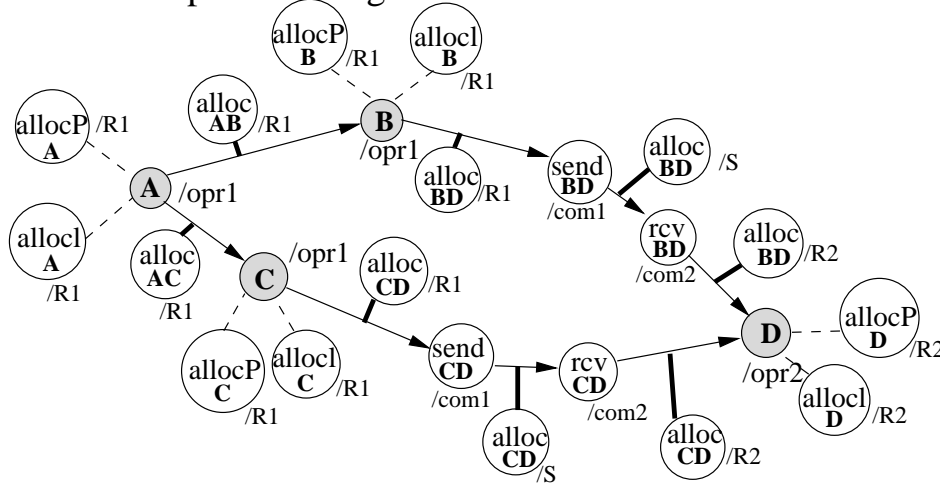 allocP
B
/R1
allocl
B
/R1
allocP
A
/R1
alloc
AB
/R1
B
/opr1
A
/opr1
alloc
BD
/R1
send
BD
/com1
alloc
BD
/S
allocl
A
/R1
alloc
AC
/R1
C
/opr1
alloc
CD
/R1
rcv
BD
/com2
alloc
BD
/R2
allocP
C
/R1
allocl
C
/R1
send
CD
/com1
rcv
CD
/com2
D
/opr2
allocP
D
/R2
allocl
D
/R2
alloc
CD
/S
alloc
CD
/R2